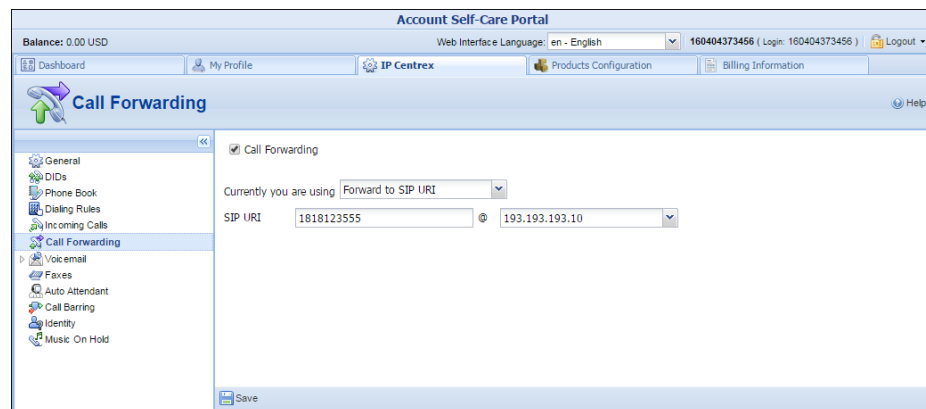 Account Self-Care Portal
Balance: 0.00 USD Web Interface Language: en - English 160404373456 ( Login: 160404373456 ) Logout
Dashboard My Profile IP Centrex Products Configuration Billing Information
Call Forwarding Help
Call Forwarding
General
DIDs
Phone Book
Dialing Rules
Incoming Calls
Call Forwarding
Voicemail
Faxes
Auto Attendant
Call Barring
Identity
Music On Hold
Currently you are using Forward to SIP URI
SIP URI 1818123555 @ 193.193.193.10
Save